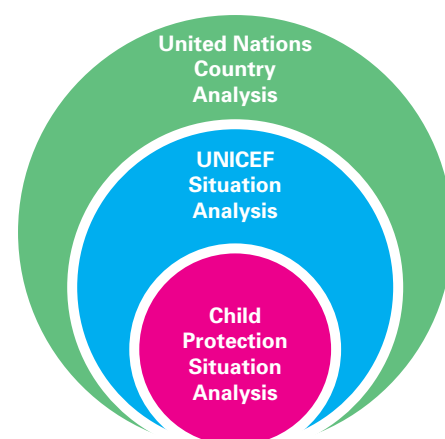 United Nations
Country
Analysis
UNICEF
Situation
Analysis
Child
Protection
Situation
Analysis